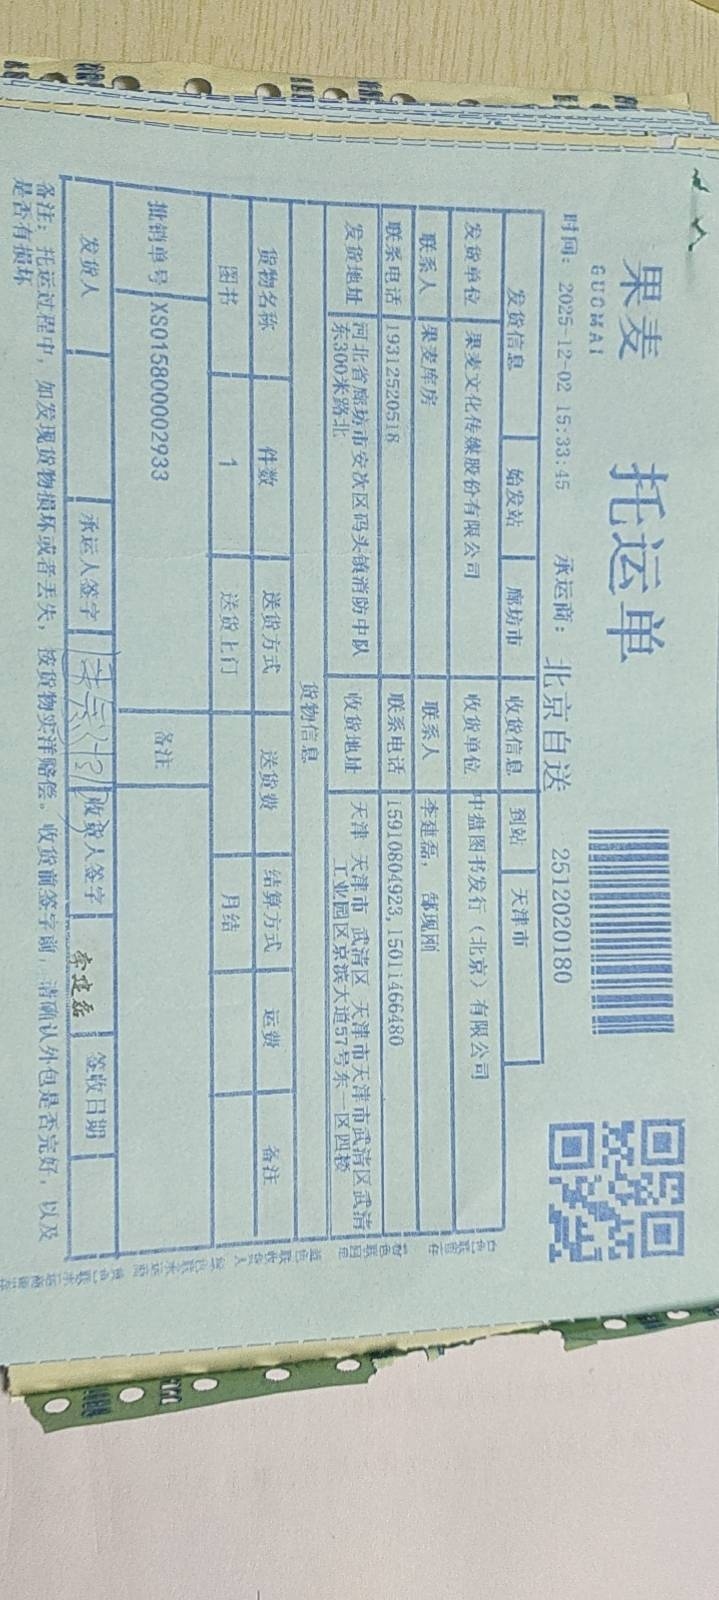 果麦
GUOMAI
托运单
时间: 2025-12-02 15:33:45 承运商: 北京自送 2512020180
发货信息 始发站 廊坊市 收货信息 到站 天津市
发货单位 果麦文化传媒股份有限公司 收货单位 中盘图书发行（北京）有限公司
联系人 果麦库房 联系人 李建磊, 郜现刚
联系电话 19312520518 联系电话 15910804923,15011466480
发货地址 河北省廊坊市安次区码头镇消防中队东300米路北 收货地址 天津 天津市 武清区 天津市天津市武清区武清工业园区京滨大道57号东一区四楼
货物信息
货物名称 件数 送货方式 送货费 结算方式 运费 备注
图书 1 送货上门 月结
批销单号 XS015800002933 备注
发货人 承运人签字 收货人签字 李建磊 签收日期
备注: 托运过程中, 如发现货物损坏或者丢失, 按货物实洋赔偿。收货前签字前, 请确认外包是否完好, 以及
是否有损坏